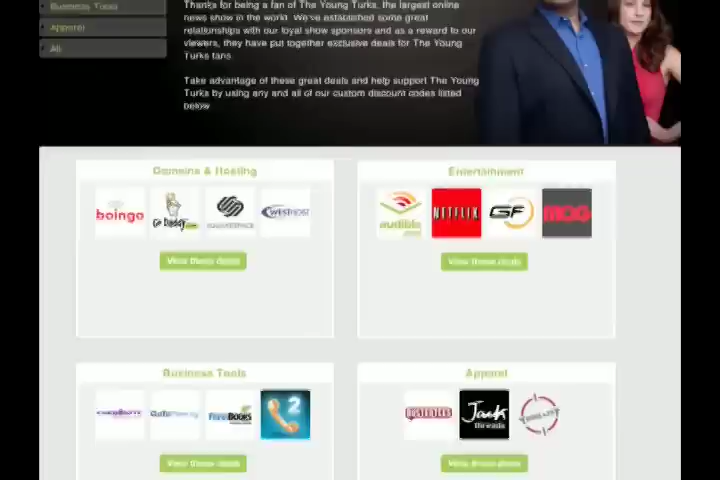 Business Tools
Apparel
All
Thanks for being a fan of The Young Turks, the largest online
news show in the world. We've established some great
relationships with our loyal show sponsors and as a reward to our
viewers, they have put together exclusive deals for The Young
Turks fans.
Take advantage of these great deals and help support The Young
Turks by using any and all of our custom discount codes listed
below
Domains & Hosting
Entertainment
boingo
Go Daddy.com
SQUARESPACE
WESTHOST
audible
NETFLIX
GF
MOG
View these deals
View these deals
Business Tools
Apparel
FreshBooks
2
BustedTees
Jack
threads
View these deals
View these deals